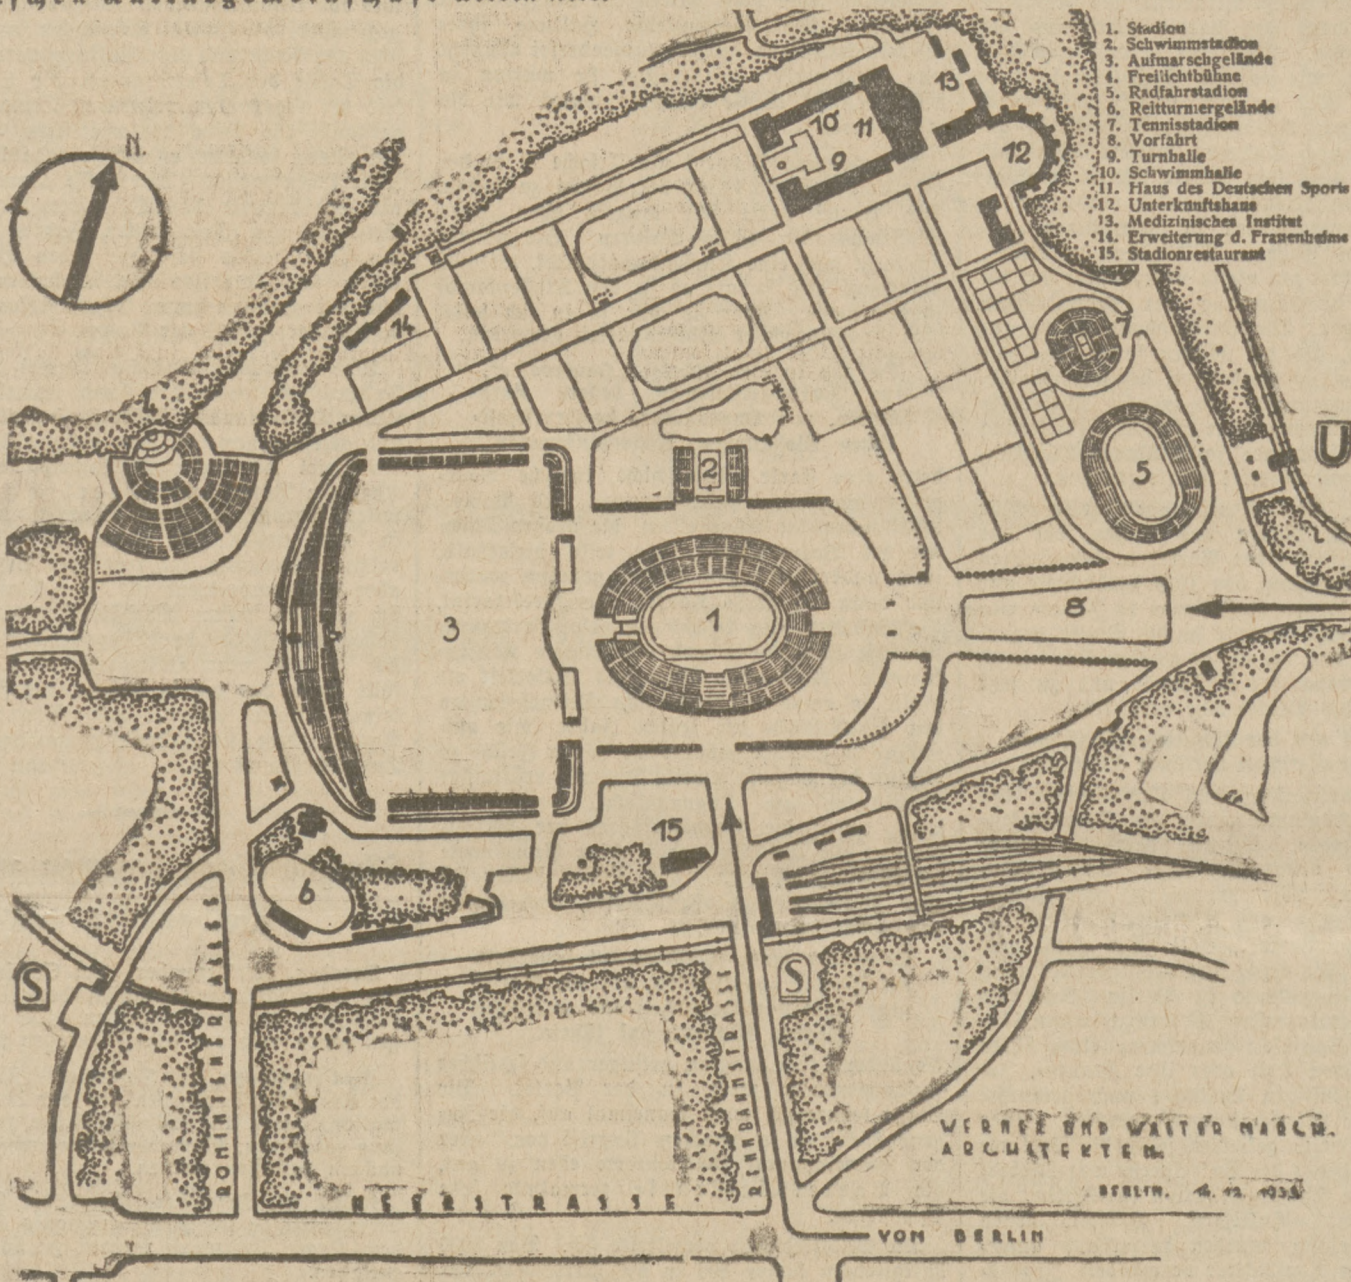 N.
1. Stadion
2. Schwimmstadion
3. Aufmarschgelände
4. Freilichtbühne
5. Radfahrstadion
6. Reitturniergelände
7. Tennisstadion
8. Vorfahrt
9. Turnhalle
10. Schwimmhalle
11. Haus des Deutschen Sports
12. Unterkunftshaus
13. Medizinisches Institut
14. Erweiterung d. Frauenheims
15. Stadionrestaurant
13
10
11
12
9
14
7
4
U
2
5
8
1
3
15
6
S
S
ROMINTENER ALLEE
RENNBAHNSTRASSE
HEERSTRASSE
WERNER UND WALTER MARCH.
ARCHITEKTEN.
BERLIN.
VON BERLIN